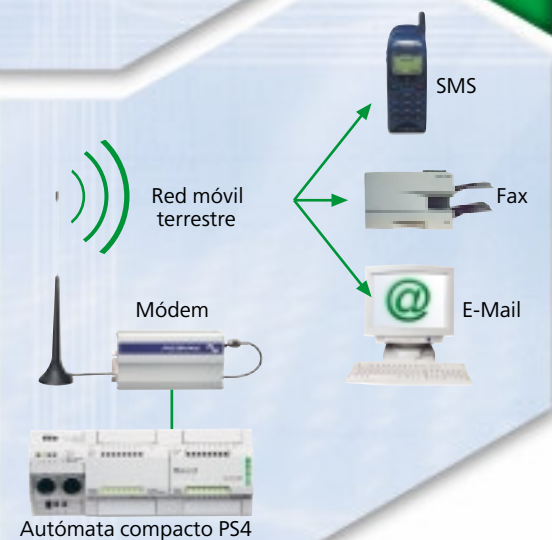 SMS
Red móvil
terrestre
Fax
Módem
@
E-Mail
Autómata compacto PS4